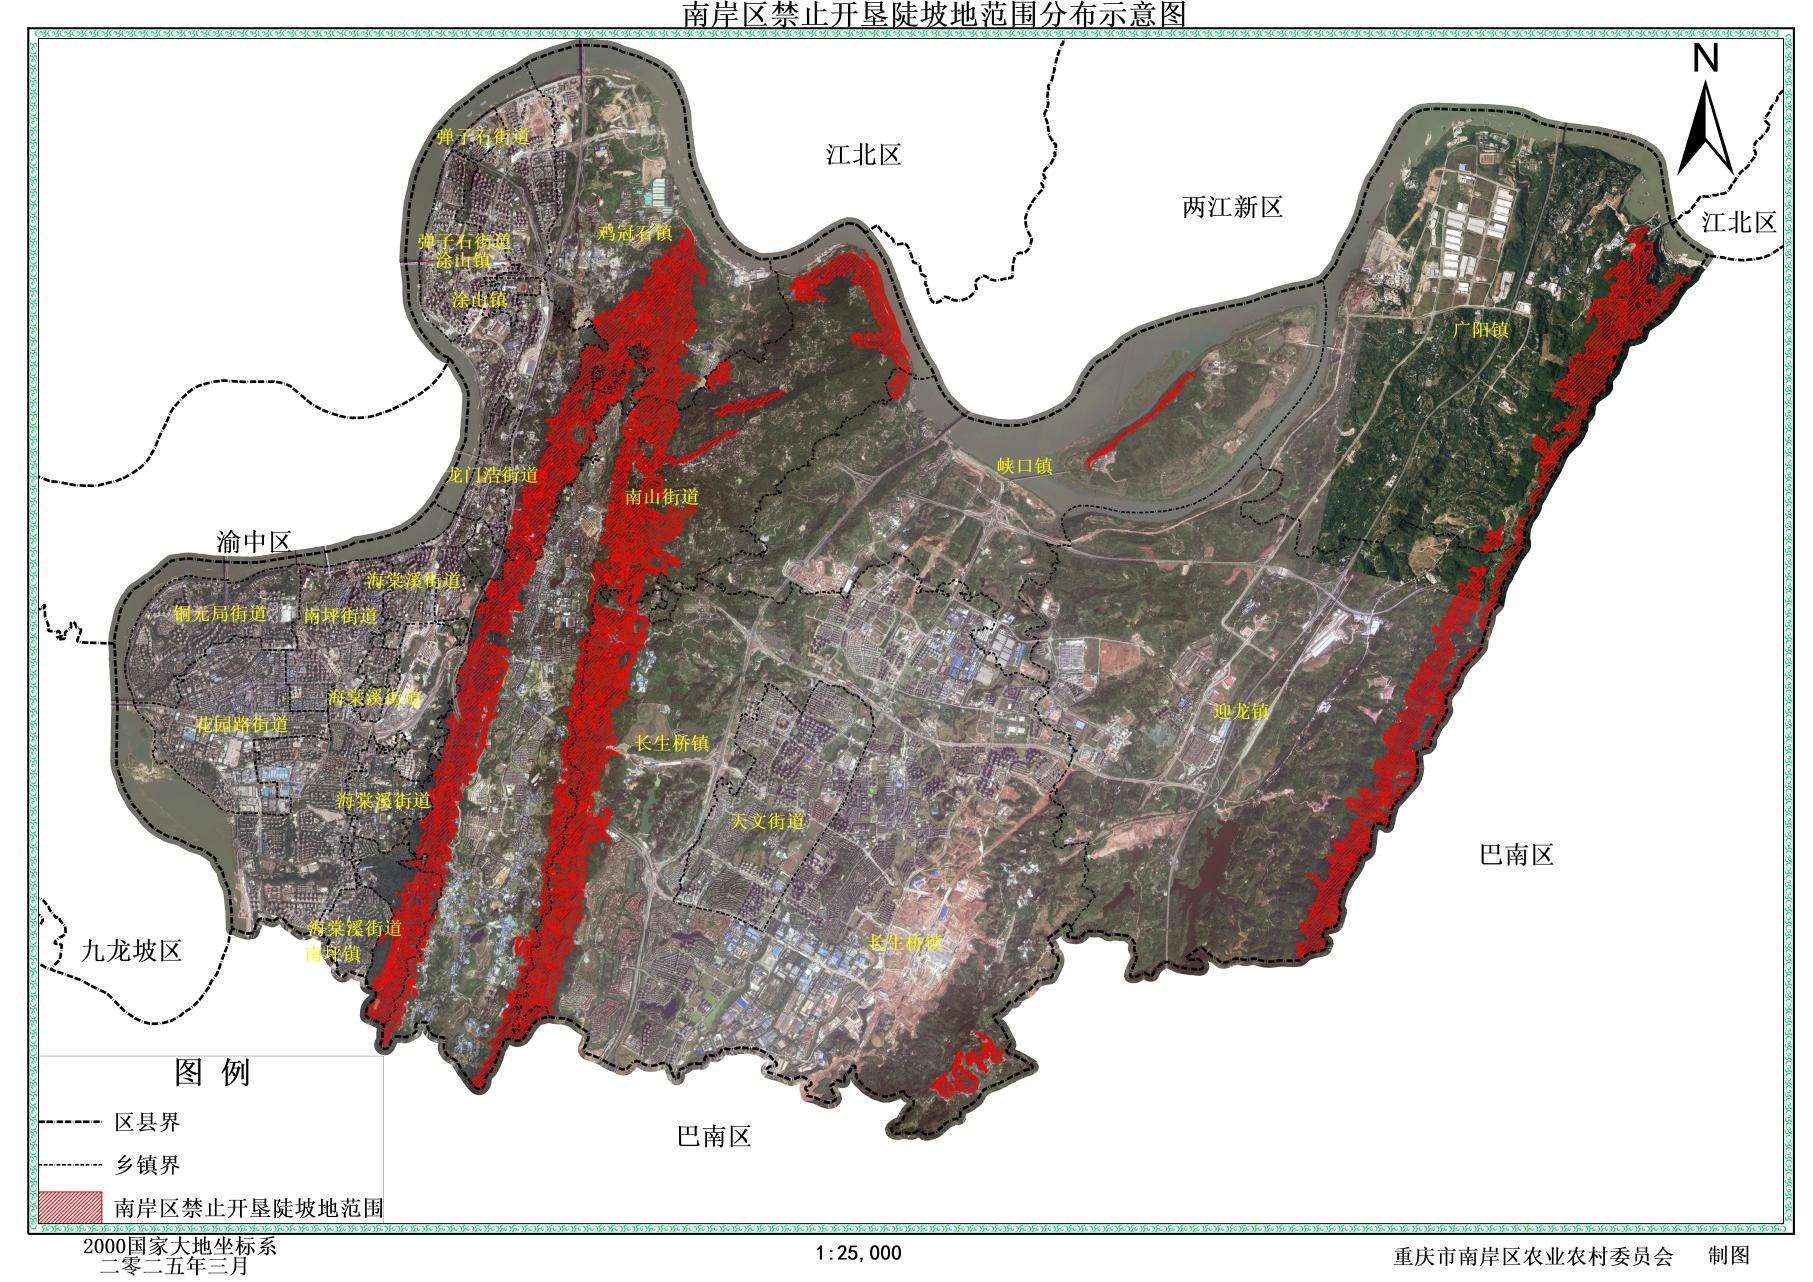 南岸区禁止开垦陡坡地范围分布示意图
N
弹子石街道
江北区
两江新区
江北区
鸡冠石镇
弹子石街道
涂山镇
涂山镇
广阳镇
龙门浩街道
峡口镇
南山街道
渝中区
海棠溪街道
铜元局街道
南坪街道
海棠溪街道
迎龙镇
花园路街道
长生桥镇
海棠溪街道
天文街道
巴南区
海棠溪街道
长生桥镇
九龙坡区
南坪镇
巴南区
图 例
区县界
乡镇界
南岸区禁止开垦陡坡地范围
2000国家大地坐标系
二零二五年三月
1:25,000
重庆市南岸区农业农村委员会 制图